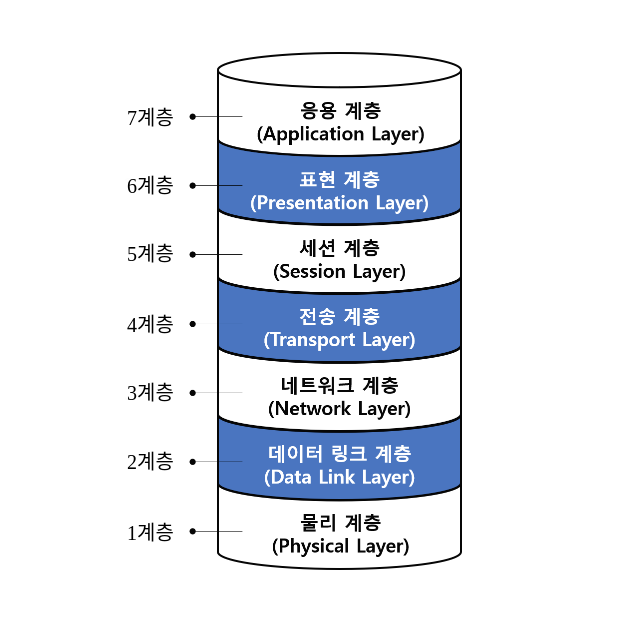 7계층
응용 계층
(Application Layer)
6계층
표현 계층
(Presentation Layer)
5계층
세션 계층
(Session Layer)
4계층
전송 계층
(Transport Layer)
3계층
네트워크 계층
(Network Layer)
2계층
데이터 링크 계층
(Data Link Layer)
1계층
물리 계층
(Physical Layer)